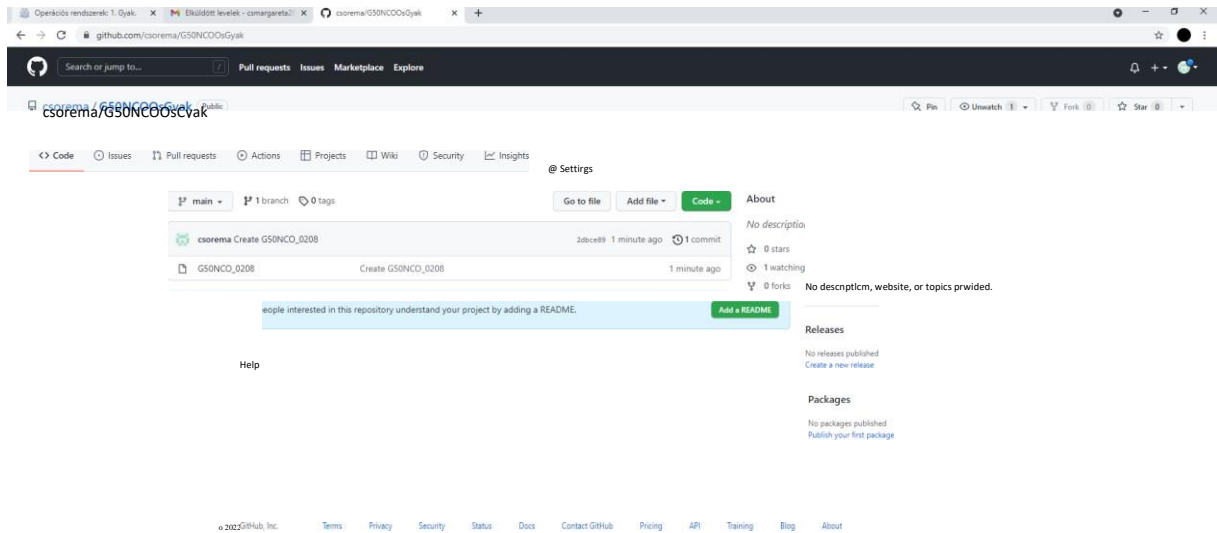 Operációs rendszerek: 1. Gyak. Elküldött levelek - csmargareta2 csorema/G50NCOOsGyak
github.com/csorema/G50NCOOsGyak
Search or jump to... / Pull requests Issues Marketplace Explore
csorema / G50NCOOsGyak Public Pin Unwatch 1 Fork 0 Star 0
csorema/G50NCOOsCyak
Code Issues Pull requests Actions Projects Wiki Security Insights
@ Settirgs
main 1 branch 0 tags Go to file Add file Code About
No description
csorema Create G50NCO_0208 2dbce89 1 minute ago 1 commit
0 stars
G50NCO_0208 Create G50NCO_0208 1 minute ago 1 watching
0 forks No descnptlcm, website, or topics prwided.
eople interested in this repository understand your project by adding a README. Add a README
Releases
No releases published
Help
Create a new release
Packages
No packages published
Publish your first package
o 2022 GitHub, Inc. Terms Privacy Security Status Docs Contact GitHub Pricing API Training Blog About